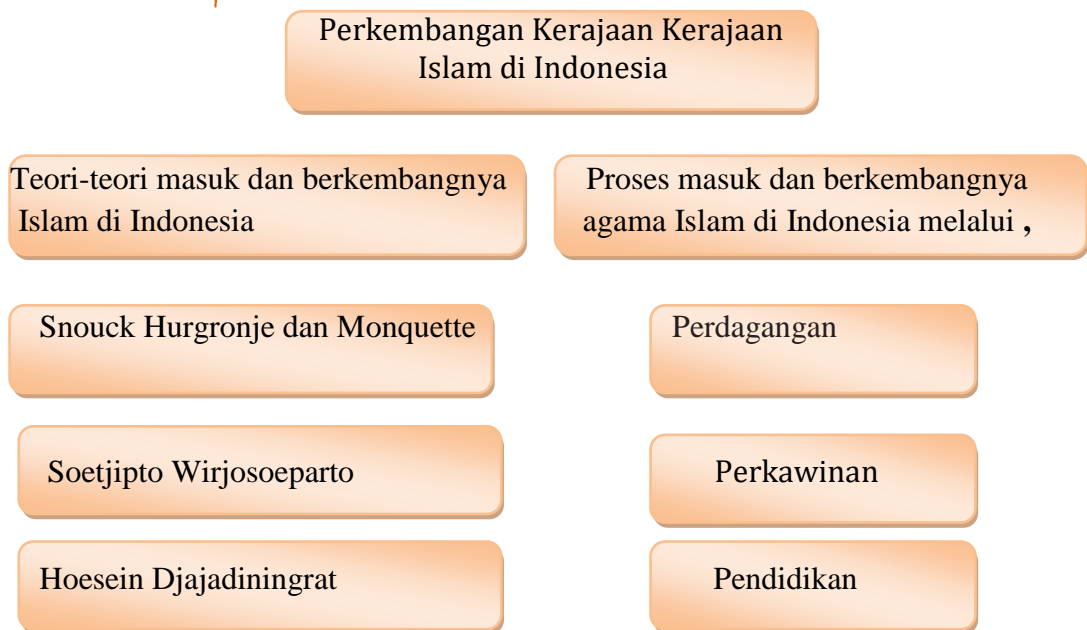 Perkembangan Kerajaan Kerajaan
Islam di Indonesia
Teori-teori masuk dan berkembangnya
Islam di Indonesia
Proses masuk dan berkembangnya
agama Islam di Indonesia melalui ,
Snouck Hurgronje dan Monquette
Perdagangan
Soetjipto Wirjosoeparto
Perkawinan
Hoesein Djajadiningrat
Pendidikan